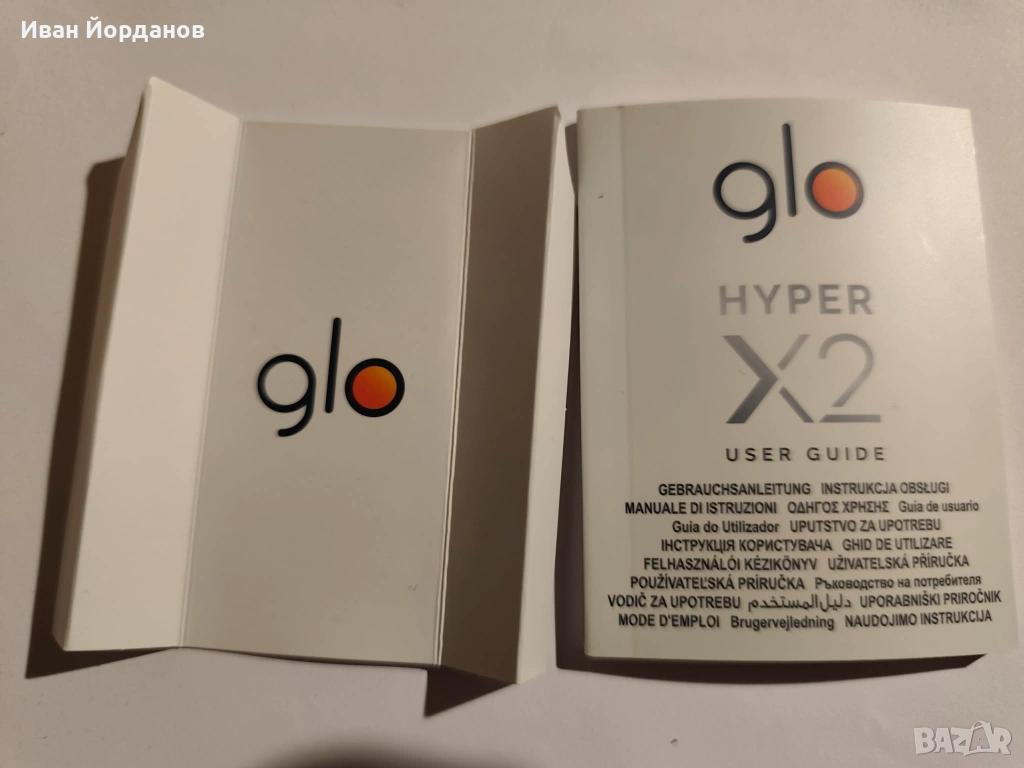 Иван Йорданов
glo
glo
HYPER
X2
USER GUIDE
GEBRAUCHSANLEITUNG INSTRUKCJA OBSŁUGI
MANUALE DI ISTRUZIONI ΟΔΗΓΟΣ ΧΡΗΣΗΣ Guia de usuario
Guia do Utilizador UPUTSTVO ZA UPOTREBU
ІНСТРУКЦІЯ КОРИСТУВАЧА GHID DE UTILIZARE
FELHASZNÁLÓI KÉZIKÖNYV UŽIVATELSKÁ PŘÍRUČKA
POUŽÍVATEĽSKÁ PRÍRUČKA Ръководство на потребителя
VODIČ ZA UPOTREBU دليل المستخدم UPORABNIŠKI PRIROČNIK
MODE D'EMPLOI Brugervejledning NAUDOJIMO INSTRUKCIJA
BAZAR